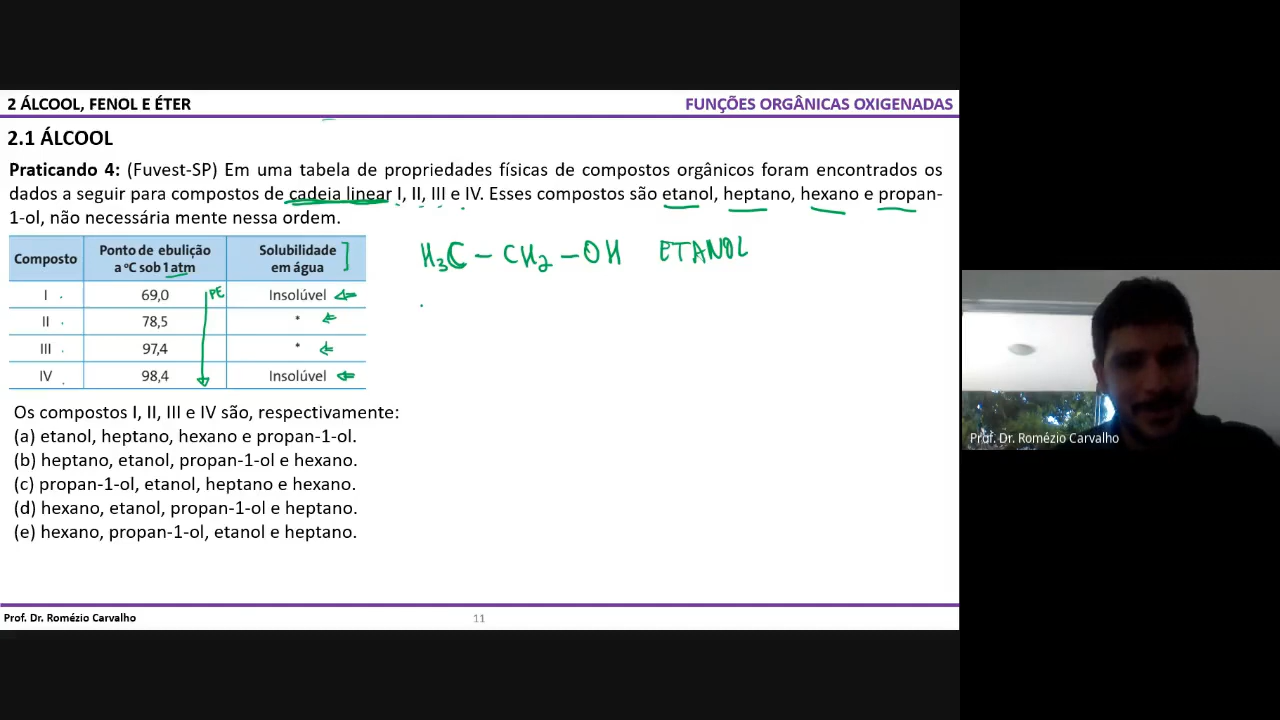 2 ÁLCOOL, FENOL E ÉTER
FUNÇÕES ORGÂNICAS OXIGENADAS
2.1 ÁLCOOL
Praticando 4: (Fuvest-SP) Em uma tabela de propriedades físicas de compostos orgânicos foram encontrados os
dados a seguir para compostos de cadeia linear I, II, III e IV. Esses compostos são etanol, heptano, hexano e propan-
1-ol, não necessária mente nessa ordem.
Composto Ponto de ebulição a ºC sob 1 atm Solubilidade em água
I 69,0 PE Insolúvel
II 78,5 *
III 97,4 *
IV 98,4 Insolúvel
H3C – CH2 – OH ETANOL
Os compostos I, II, III e IV são, respectivamente:
(a) etanol, heptano, hexano e propan-1-ol.
(b) heptano, etanol, propan-1-ol e hexano.
(c) propan-1-ol, etanol, heptano e hexano.
(d) hexano, etanol, propan-1-ol e heptano.
(e) hexano, propan-1-ol, etanol e heptano.
Prof. Dr. Romézio Carvalho
11
Prof. Dr. Romézio Carvalho